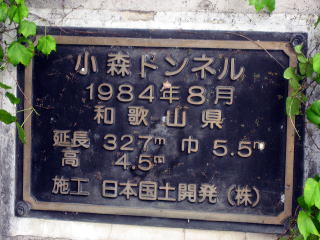 小森トンネル
1984年8月
和歌山県
延長 327m 巾 5.5m
高 4.5m
施工 日本国土開発(株)